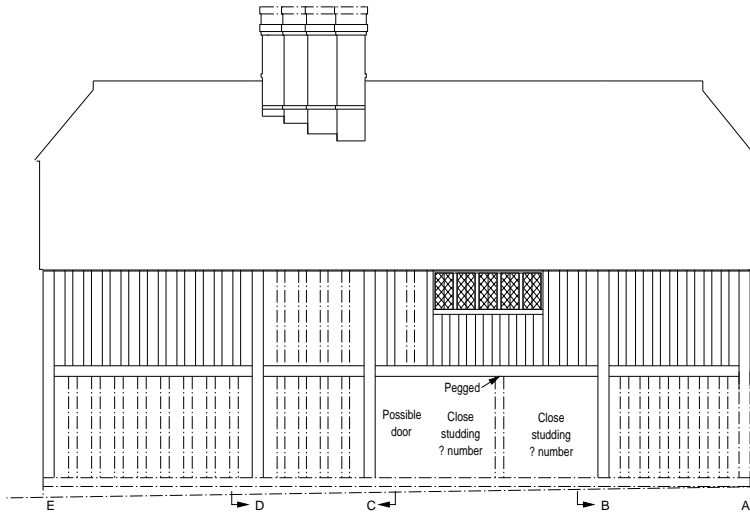 Pegged
Possible
door
Close
studding
? number
Close
studding
? number
E D C B A